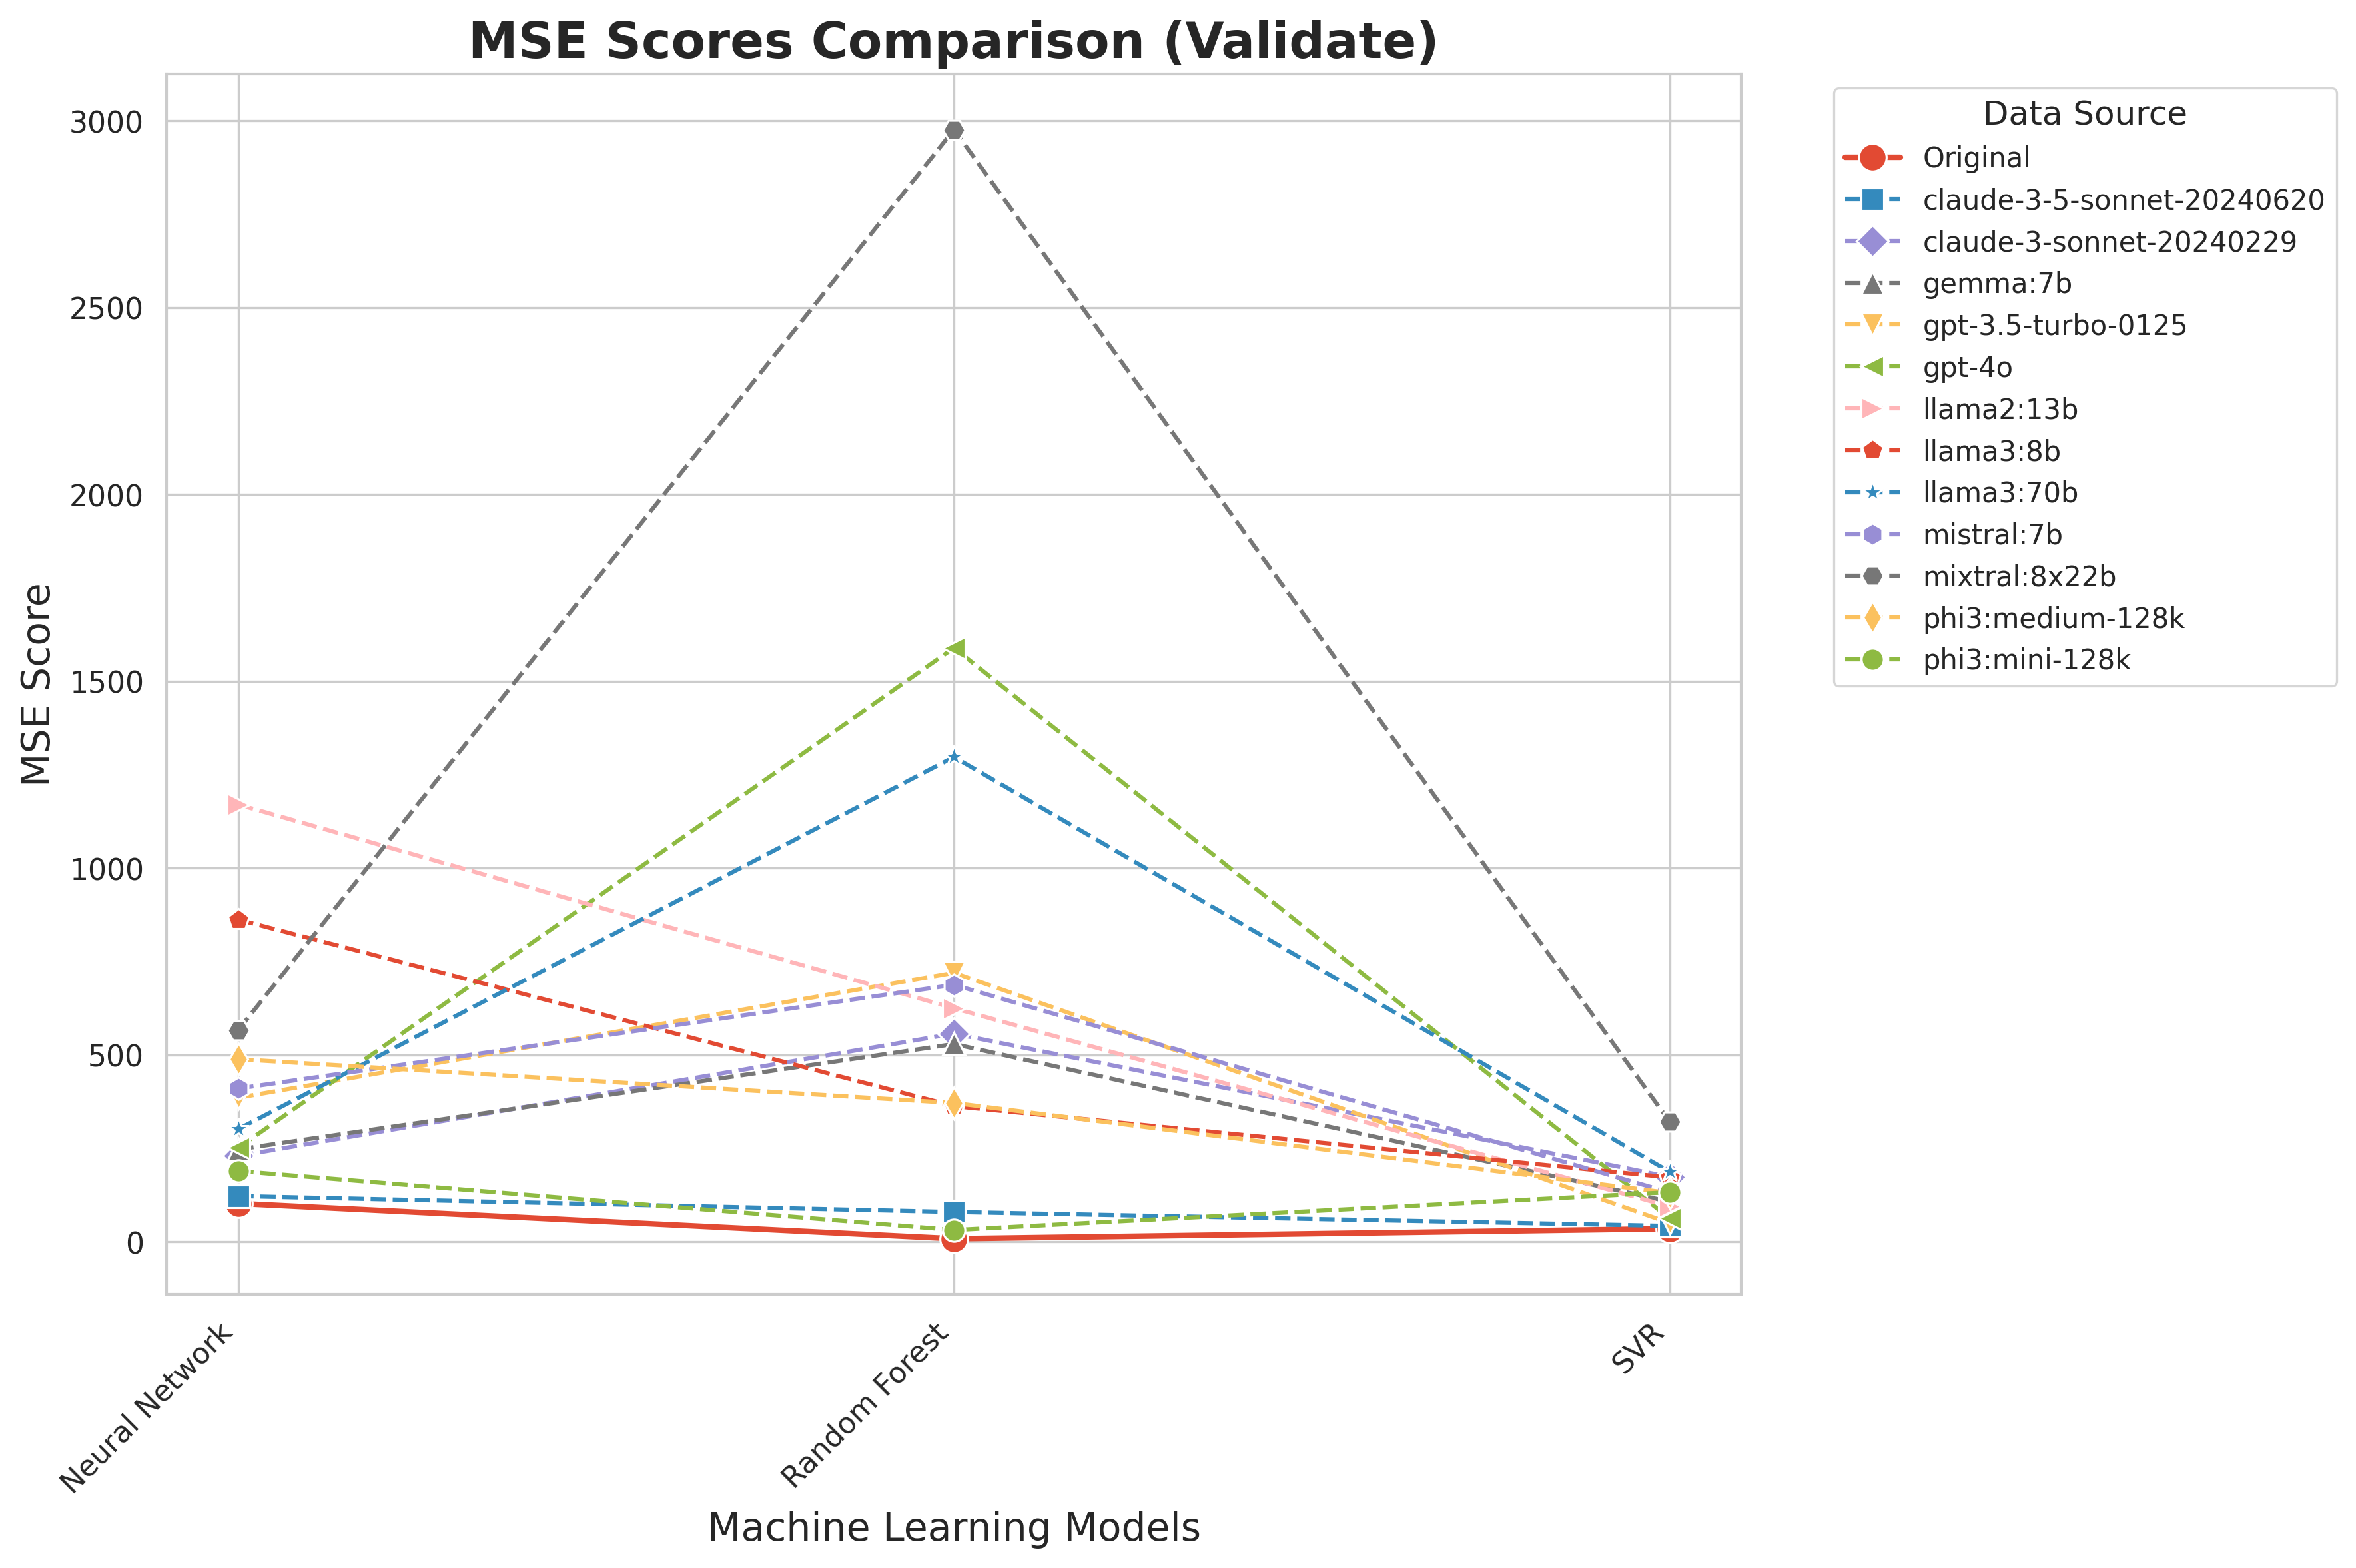 MSE Scores Comparison (Validate)
3000
2500
2000
1500
1000
500
0
MSE Score
Neural Network
Random Forest
SVR
Machine Learning Models
Data Source
Original
claude-3-5-sonnet-20240620
claude-3-sonnet-20240229
gemma:7b
gpt-3.5-turbo-0125
gpt-4o
llama2:13b
llama3:8b
llama3:70b
mistral:7b
mixtral:8x22b
phi3:medium-128k
phi3:mini-128k